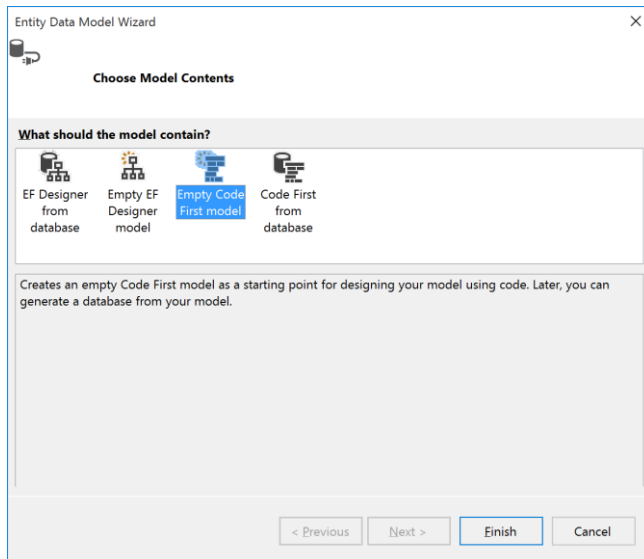 Entity Data Model Wizard
Choose Model Contents
What should the model contain?
EF Designer
from
database
Empty EF
Designer
model
Empty Code
First model
Code First
from
database
Creates an empty Code First model as a starting point for designing your model using code. Later, you can
generate a database from your model.
< Previous
Next >
Finish
Cancel